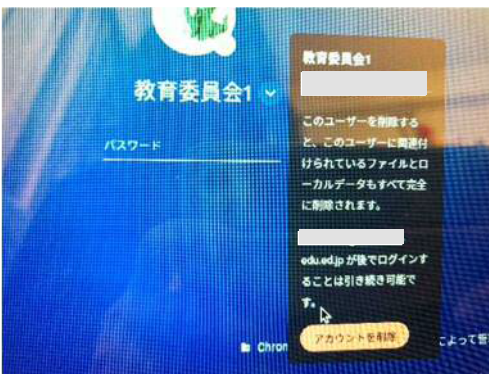 教育委員会1
パスワード
教育委員会1
このユーザーを削除する
と、このユーザーに関連付
けられているファイルとロ
ーカルデータもすべて完全
に削除されます。
edu.ed.jp が後でログインす
ることは引き続き可能で
す。
アカウントを削除
Chron
によって管